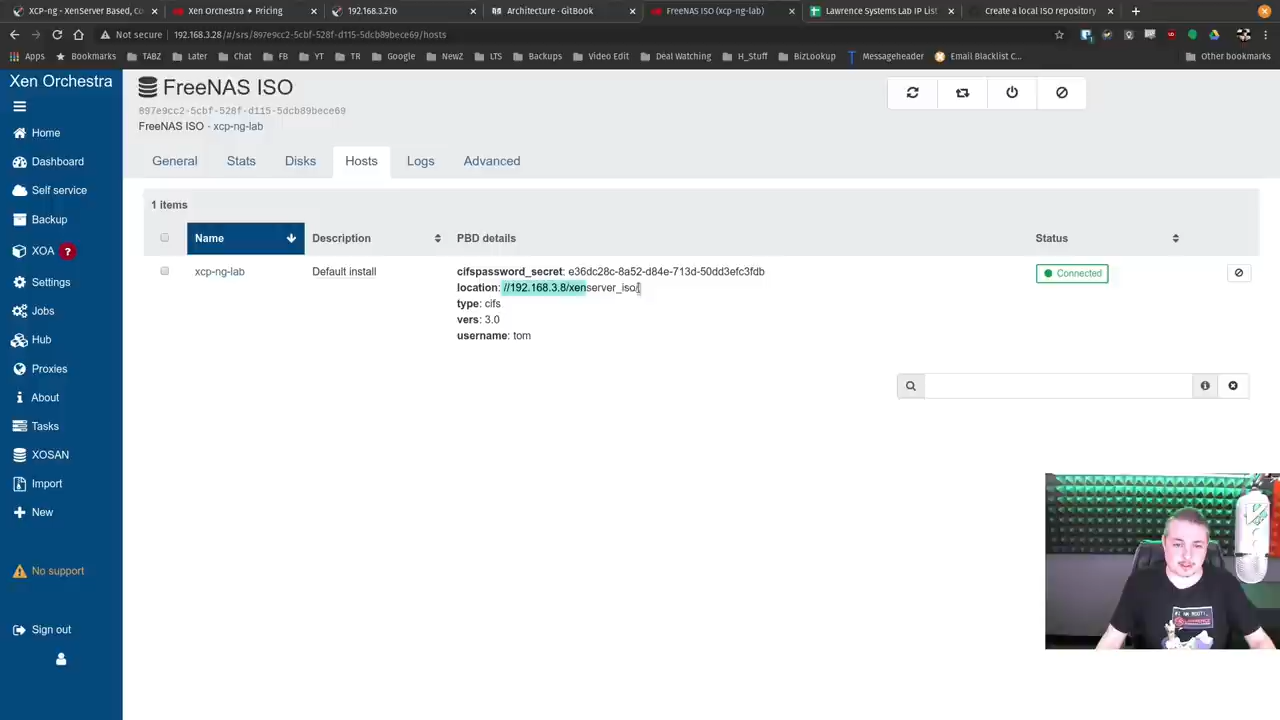 XCP-ng - XenServer Based, Co
Xen Orchestra • Pricing
192.168.3.210
Architecture · GitBook
FreeNAS ISO (xcp-ng-lab)
Lawrence Systems Lab IP List
Create a local ISO repository
Not secure
192.168.3.28/#/srs/897e9cc2-5cbf-528f-d115-5dcb89bece69/hosts
Apps
Bookmarks
TABZ
Later
Chat
FB
YT
TR
Google
NewZ
LTS
Backups
Video Edit
Deal Watching
H_Stuff
BizLookup
Messageheader
Email Blacklist C...
Other bookmarks
Xen Orchestra
Home
Dashboard
Self service
Backup
XOA ?
Settings
Jobs
Hub
Proxies
About
Tasks
XOSAN
Import
New
No support
Sign out
FreeNAS ISO
897e9cc2-5cbf-528f-d115-5dcb89bece69
FreeNAS ISO - xcp-ng-lab
General
Stats
Disks
Hosts
Logs
Advanced
1 items
Name
Description
PBD details
Status
xcp-ng-lab
Default install
cifspassword_secret: e36dc28c-8a52-d84e-713d-50dd3efc3fdb
location: //192.168.3.8/xenserver_iso/
type: cifs
vers: 3.0
username: tom
Connected